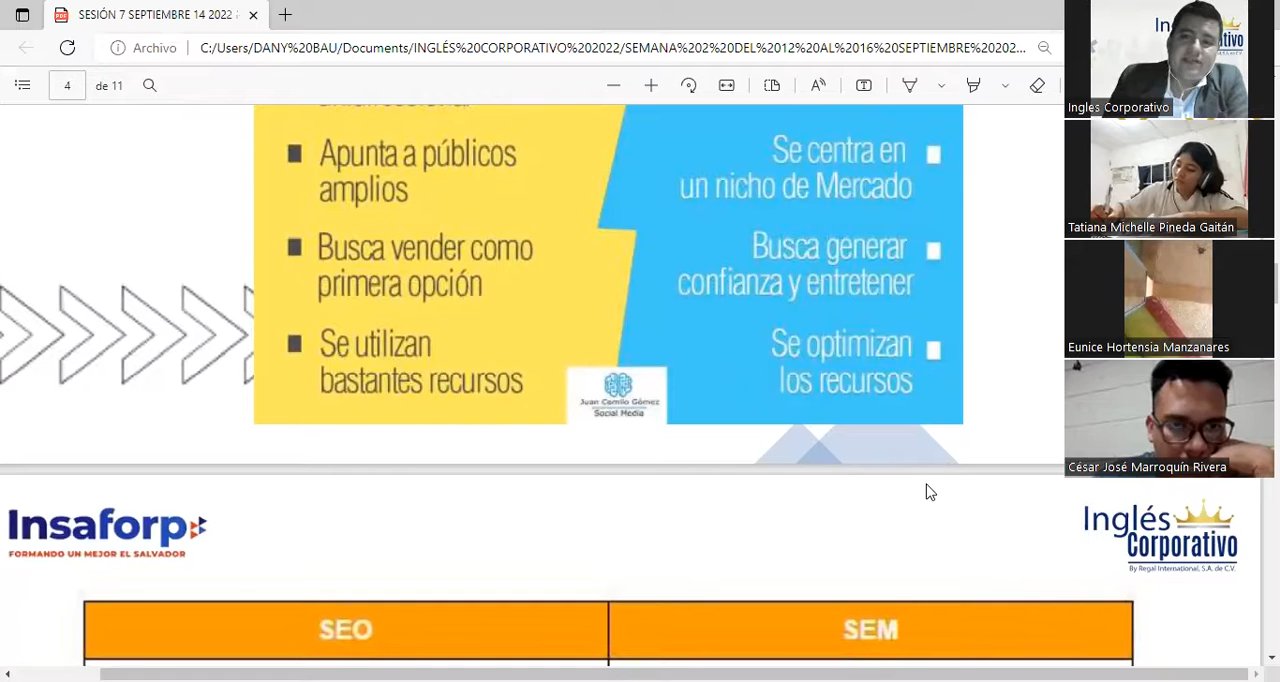 SESIÓN 7 SEPTIEMBRE 14 2022
Archivo
C:/Users/DANY%20BAU/Documents/INGLÉS%20CORPORATIVO%202022/SEMANA%202%20DEL%2012%20AL%2016%20SEPTIEMBRE%20202...
4
de 11
Apunta a públicos
amplios
Busca vender como
primera opción
Se utilizan
bastantes recursos
Se centra en
un nicho de Mercado
Busca generar
confianza y entretener
Se optimizan
los recursos
Juan Camilo Gómez
Social Media
Insaforp
FORMANDO UN MEJOR EL SALVADOR
Inglés
Corporativo
By Regal International, S.A. de C.V.
SEO
SEM
Ingles Corporativo
Tatiana Michelle Pineda Gaitán
Eunice Hortensia Manzanares
César José Marroquín Rivera